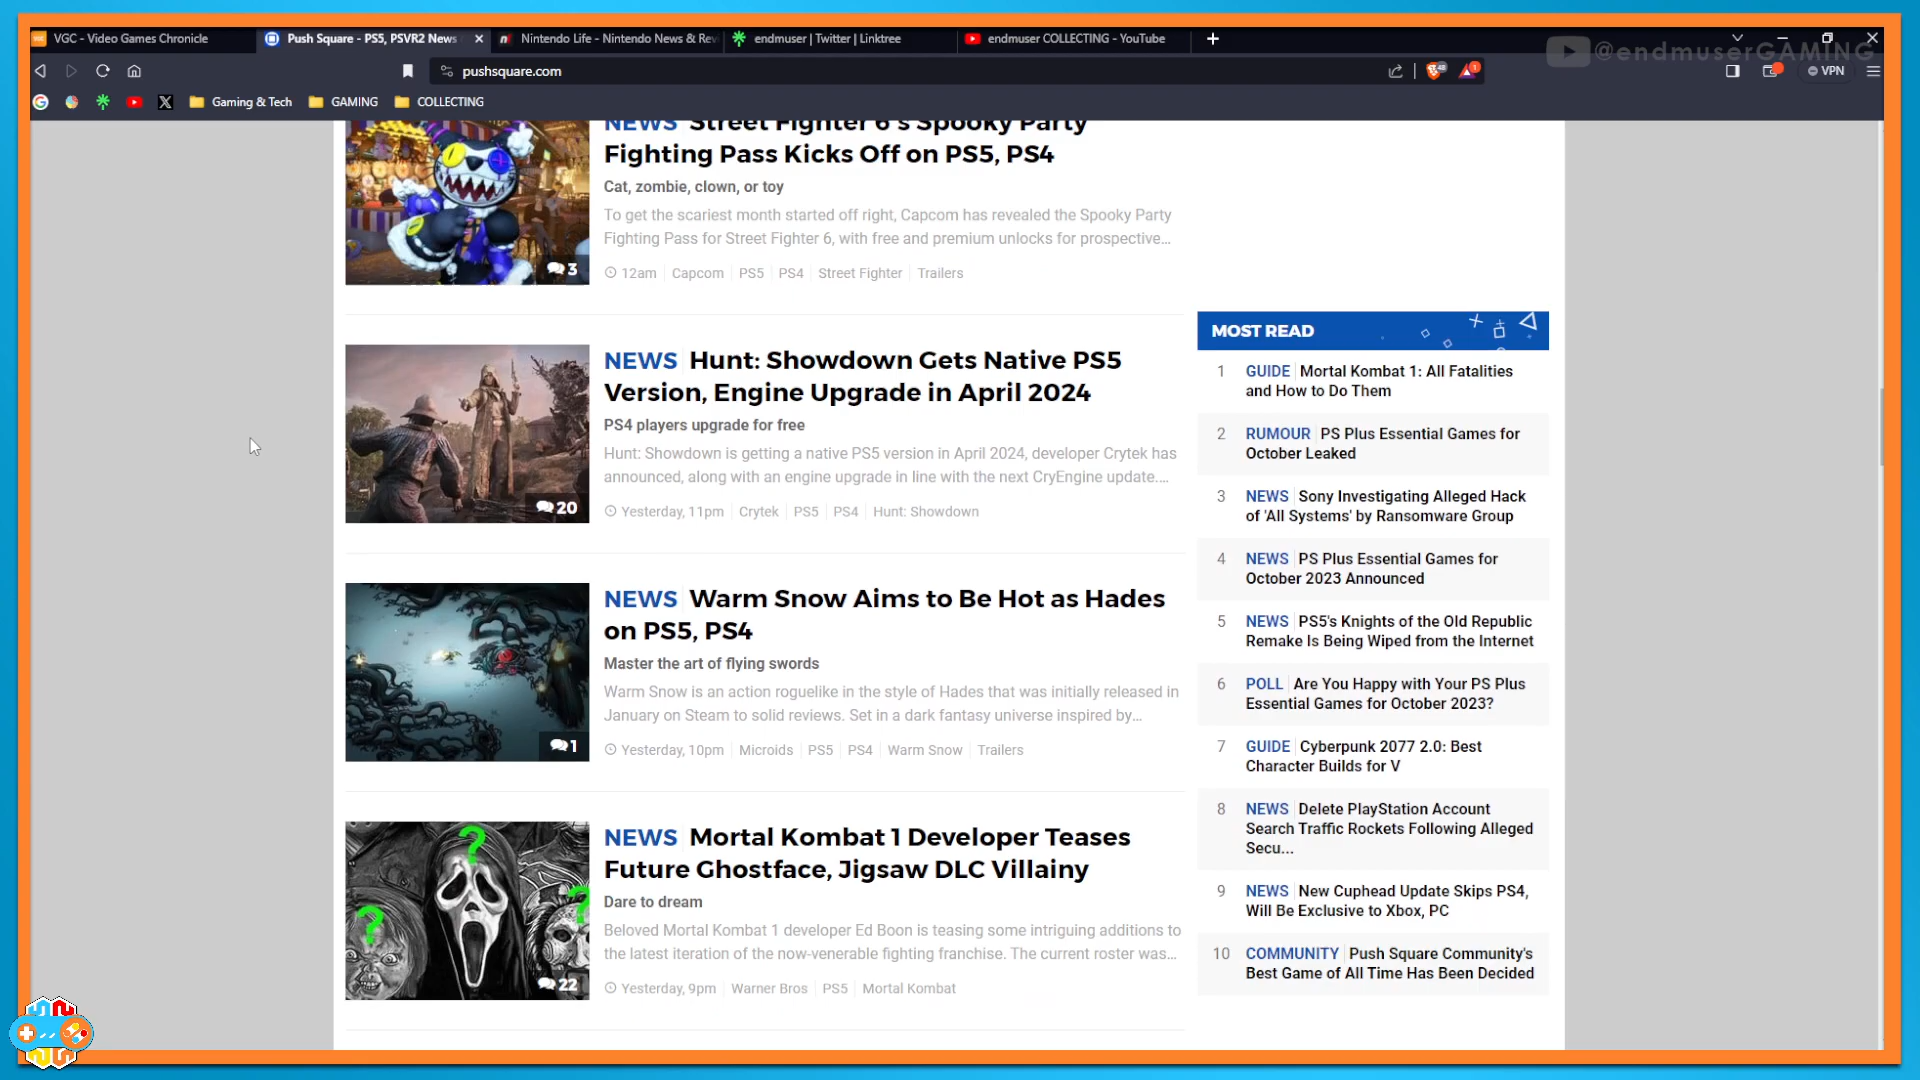 VGC - Video Games Chronicle
Push Square - PS5, PSVR2 News
Nintendo Life - Nintendo News & Rev
endmuser | Twitter | Linktree
endmuser COLLECTING - YouTube
@endmuserGAMING
pushsquare.com
VPN
Gaming & Tech
GAMING
COLLECTING
NEWS Street Fighter 6's Spooky Party
Fighting Pass Kicks Off on PS5, PS4
Cat, zombie, clown, or toy
To get the scariest month started off right, Capcom has revealed the Spooky Party
Fighting Pass for Street Fighter 6, with free and premium unlocks for prospective...
3
12am Capcom PS5 PS4 Street Fighter Trailers
NEWS Hunt: Showdown Gets Native PS5
Version, Engine Upgrade in April 2024
PS4 players upgrade for free
Hunt: Showdown is getting a native PS5 version in April 2024, developer Crytek has
announced, along with an engine upgrade in line with the next CryEngine update....
20
Yesterday, 11pm Crytek PS5 PS4 Hunt: Showdown
NEWS Warm Snow Aims to Be Hot as Hades
on PS5, PS4
Master the art of flying swords
Warm Snow is an action roguelike in the style of Hades that was initially released in
January on Steam to solid reviews. Set in a dark fantasy universe inspired by...
1
Yesterday, 10pm Microids PS5 PS4 Warm Snow Trailers
NEWS Mortal Kombat 1 Developer Teases
Future Ghostface, Jigsaw DLC Villainy
Dare to dream
Beloved Mortal Kombat 1 developer Ed Boon is teasing some intriguing additions to
the latest iteration of the now-venerable fighting franchise. The current roster was...
22
Yesterday, 9pm Warner Bros PS5 Mortal Kombat
MOST READ
1 GUIDE Mortal Kombat 1: All Fatalities
and How to Do Them
2 RUMOUR PS Plus Essential Games for
October Leaked
3 NEWS Sony Investigating Alleged Hack
of 'All Systems' by Ransomware Group
4 NEWS PS Plus Essential Games for
October 2023 Announced
5 NEWS PS5's Knights of the Old Republic
Remake Is Being Wiped from the Internet
6 POLL Are You Happy with Your PS Plus
Essential Games for October 2023?
7 GUIDE Cyberpunk 2077 2.0: Best
Character Builds for V
8 NEWS Delete PlayStation Account
Search Traffic Rockets Following Alleged
Secu...
9 NEWS New Cuphead Update Skips PS4,
Will Be Exclusive to Xbox, PC
10 COMMUNITY Push Square Community's
Best Game of All Time Has Been Decided